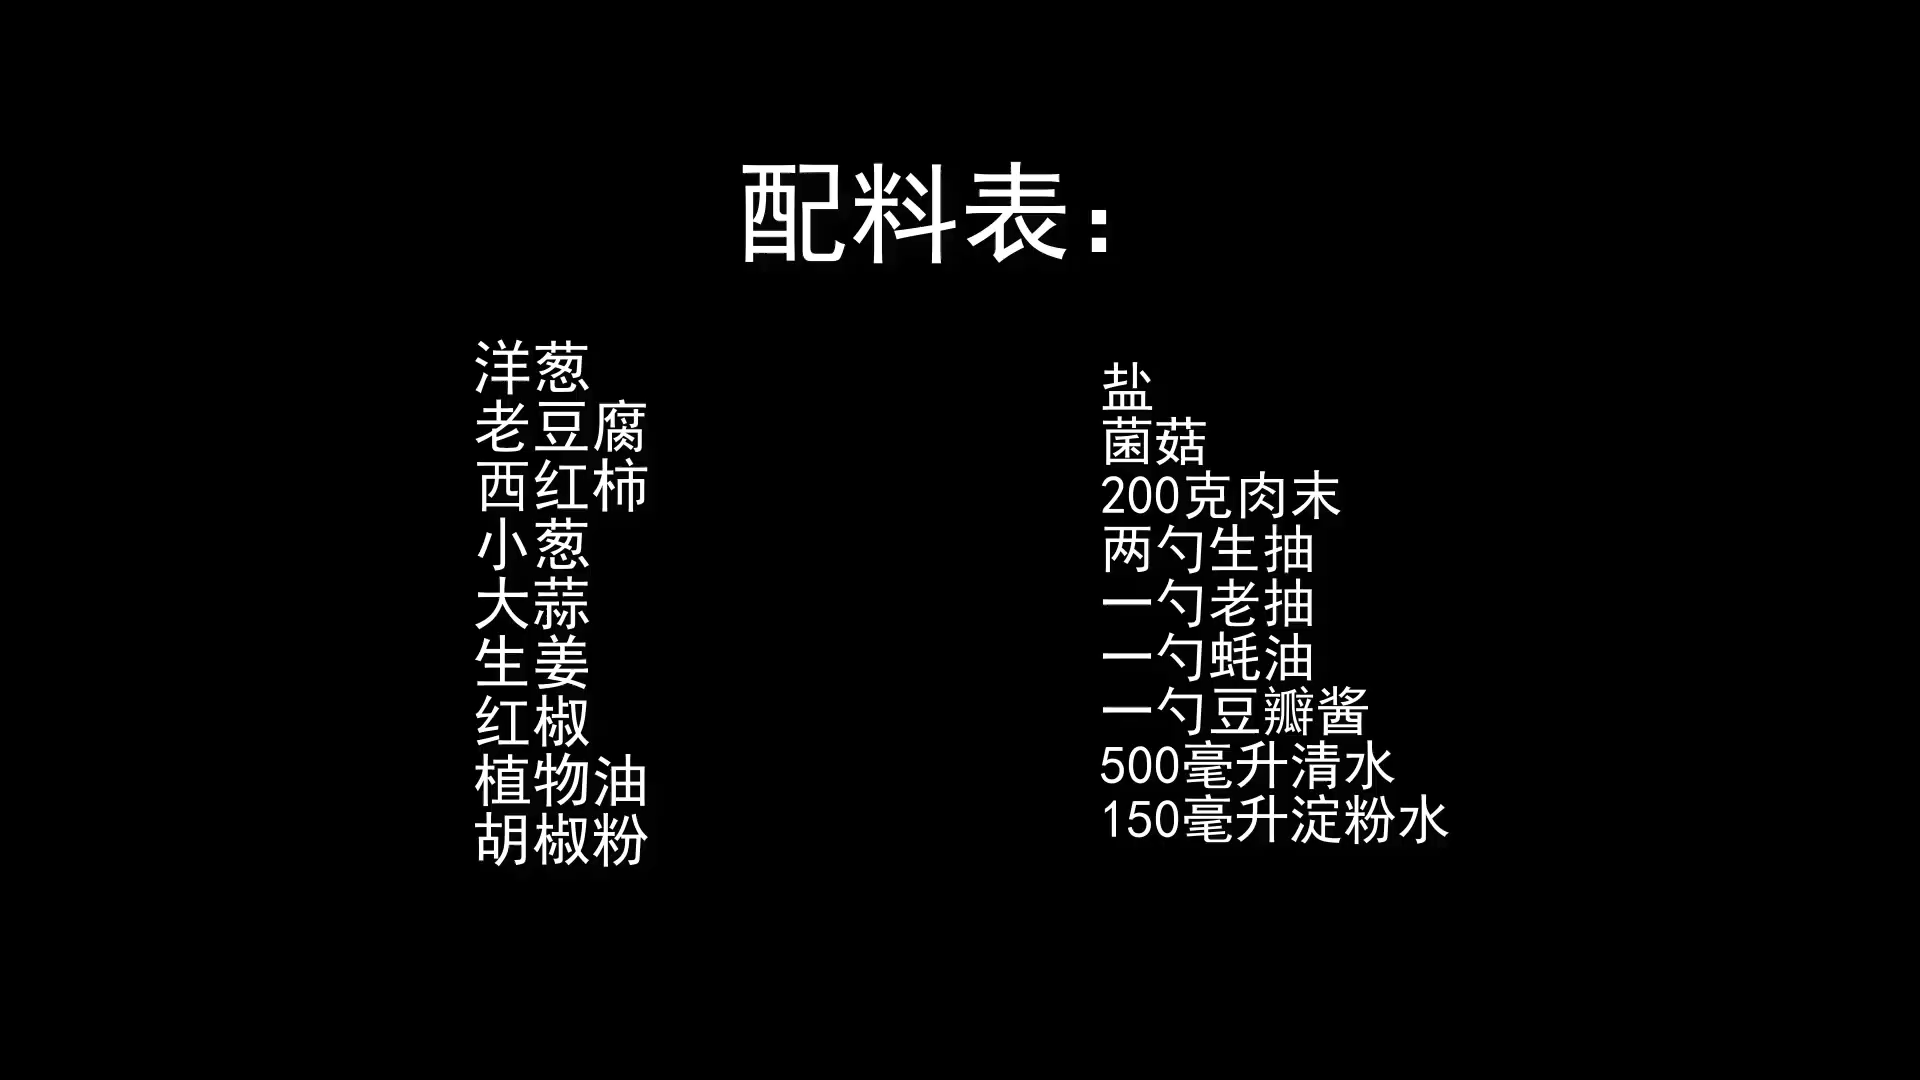 配料表：
洋葱
老豆腐
西红柿
小葱
大蒜
生姜
红椒
植物油
胡椒粉
盐
菌菇
200克肉末
两勺生抽
一勺老抽
一勺蚝油
一勺豆瓣酱
500毫升清水
150毫升淀粉水